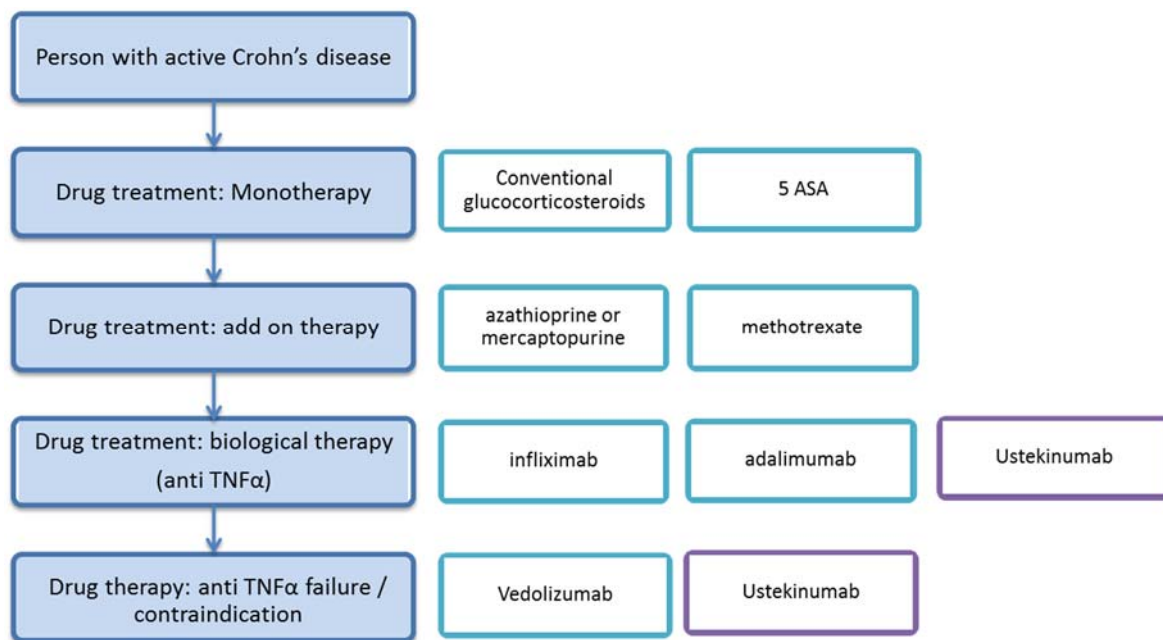 Person with active Crohn's disease
Drug treatment: Monotherapy
Conventional
glucocorticosteroids
5 ASA
Drug treatment: add on therapy
azathioprine or
mercaptopurine
methotrexate
Drug treatment: biological therapy
(anti TNFα)
infliximab
adalimumab
Ustekinumab
Drug therapy: anti TNFα failure /
contraindication
Vedolizumab
Ustekinumab